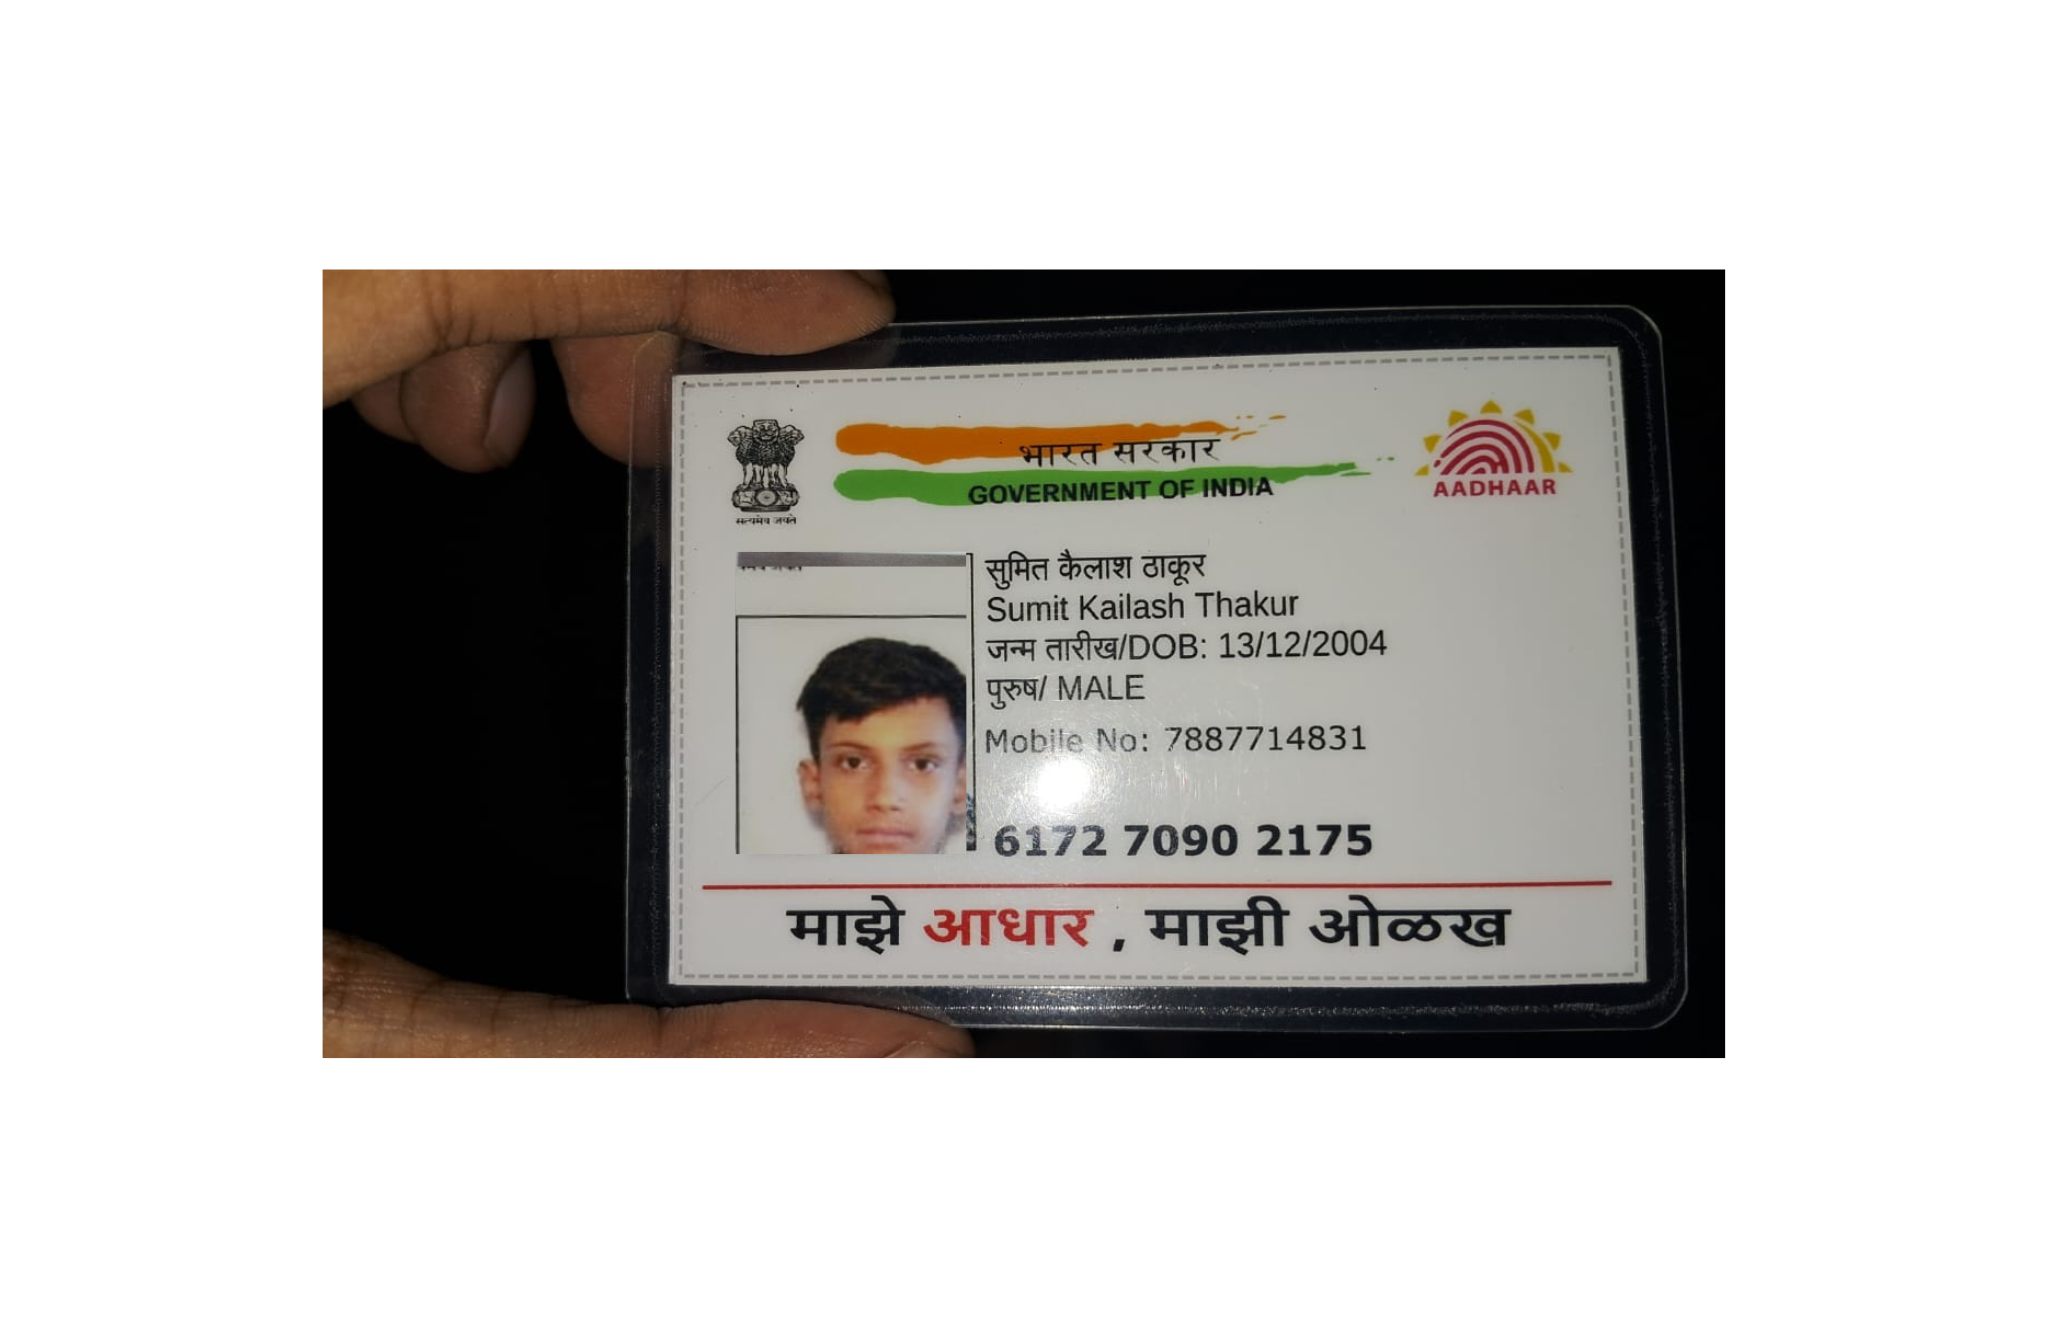 भारत सरकार
GOVERNMENT OF INDIA
AADHAAR
सत्यमेव जयते
सुमित कैलाश ठाकूर
Sumit Kailash Thakur
जन्म तारीख/DOB: 13/12/2004
पुरुष/ MALE
Mobile No: 7887714831
6172 7090 2175
माझे आधार , माझी ओळख